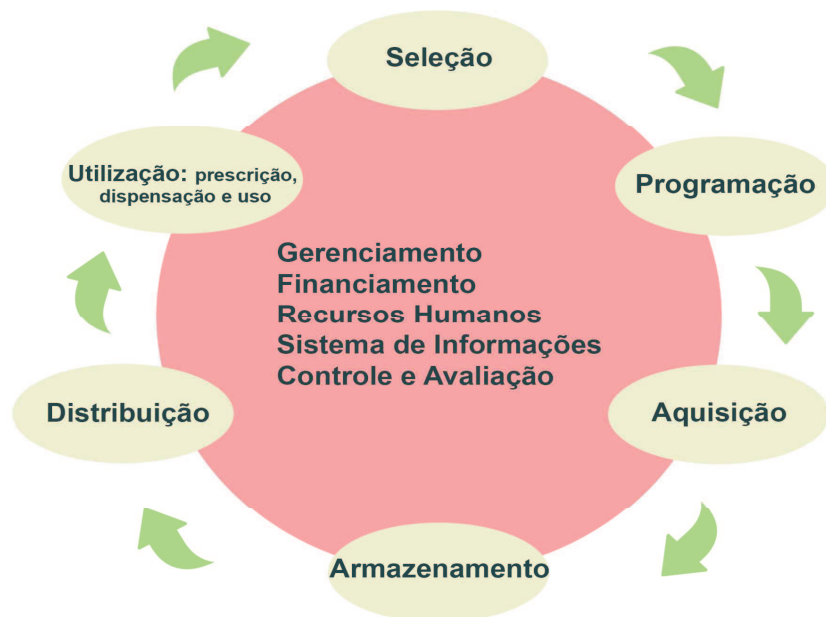 Seleção
Programação
Aquisição
Armazenamento
Distribuição
Utilização: prescrição,
dispensação e uso
Gerenciamento
Financiamento
Recursos Humanos
Sistema de Informações
Controle e Avaliação